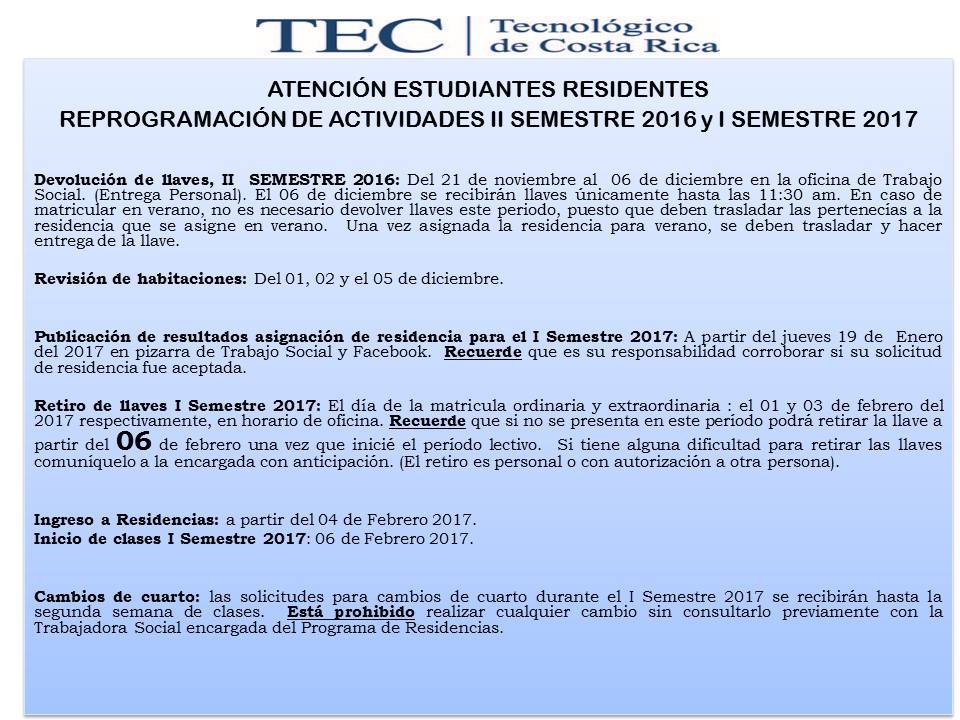 TEC | Tecnológico
de Costa Rica
ATENCIÓN ESTUDIANTES RESIDENTES
REPROGRAMACIÓN DE ACTIVIDADES II SEMESTRE 2016 y I SEMESTRE 2017
Devolución de llaves, II SEMESTRE 2016: Del 21 de noviembre al 06 de diciembre en la oficina de Trabajo
Social. (Entrega Personal). El 06 de diciembre se recibirán llaves únicamente hasta las 11:30 am. En caso de
matricular en verano, no es necesario devolver llaves este periodo, puesto que deben trasladar las pertenecías a la
residencia que se asigne en verano. Una vez asignada la residencia para verano, se deben trasladar y hacer
entrega de la llave.
Revisión de habitaciones: Del 01, 02 y el 05 de diciembre.
Publicación de resultados asignación de residencia para el I Semestre 2017: A partir del jueves 19 de Enero
del 2017 en pizarra de Trabajo Social y Facebook. Recuerde que es su responsabilidad corroborar si su solicitud
de residencia fue aceptada.
Retiro de llaves I Semestre 2017: El día de la matricula ordinaria y extraordinaria : el 01 y 03 de febrero del
2017 respectivamente, en horario de oficina. Recuerde que si no se presenta en este período podrá retirar la llave a
partir del 06 de febrero una vez que inicié el período lectivo. Si tiene alguna dificultad para retirar las llaves
comuníquelo a la encargada con anticipación. (El retiro es personal o con autorización a otra persona).
Ingreso a Residencias: a partir del 04 de Febrero 2017.
Inicio de clases I Semestre 2017: 06 de Febrero 2017.
Cambios de cuarto: las solicitudes para cambios de cuarto durante el I Semestre 2017 se recibirán hasta la
segunda semana de clases. Está prohibido realizar cualquier cambio sin consultarlo previamente con la
Trabajadora Social encargada del Programa de Residencias.